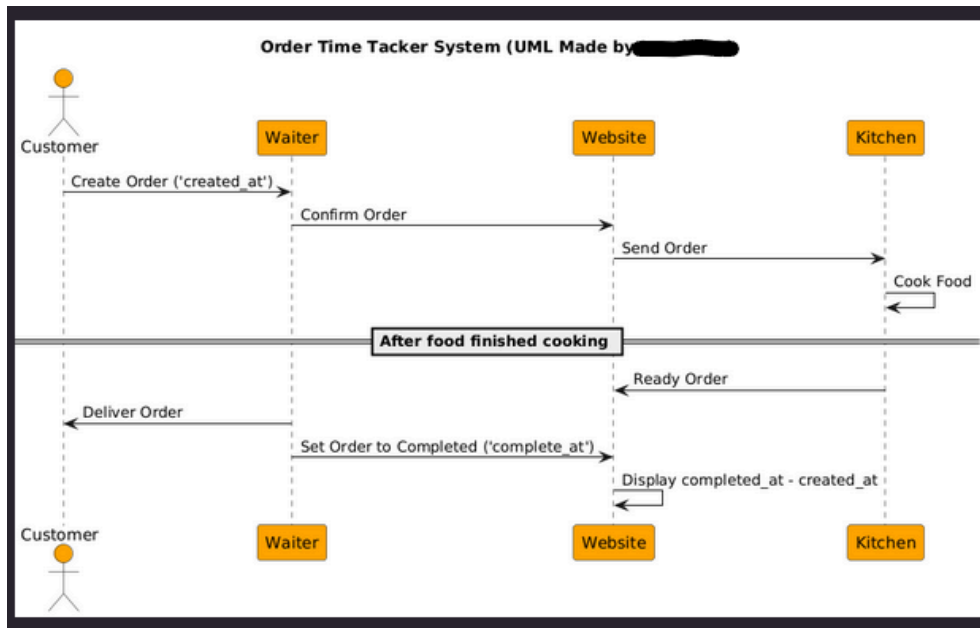 Order Time Tacker System (UML Made by
Customer
Waiter
Website
Kitchen
Create Order ('created_at')
Confirm Order
Send Order
Cook Food
After food finished cooking
Ready Order
Deliver Order
Set Order to Completed ('complete_at')
Display completed_at - created_at
Customer
Waiter
Website
Kitchen